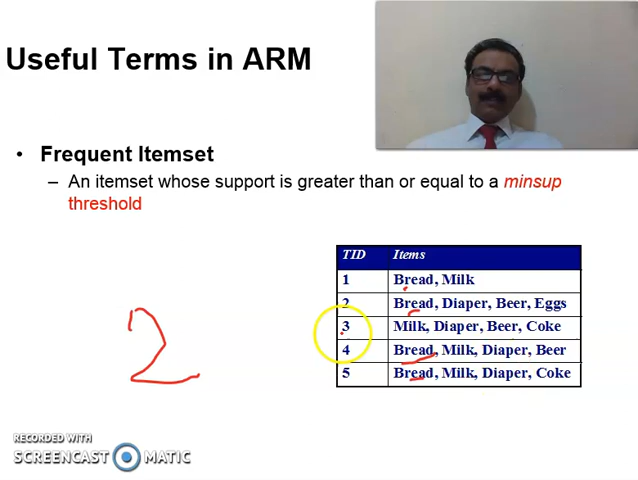 Useful Terms in ARM
• Frequent Itemset
– An itemset whose support is greater than or equal to a minsup
threshold
TID Items
1 Bread, Milk
2 Bread, Diaper, Beer, Eggs
3 Milk, Diaper, Beer, Coke
4 Bread, Milk, Diaper, Beer
5 Bread, Milk, Diaper, Coke
2
RECORDED WITH
SCREENCAST MATIC